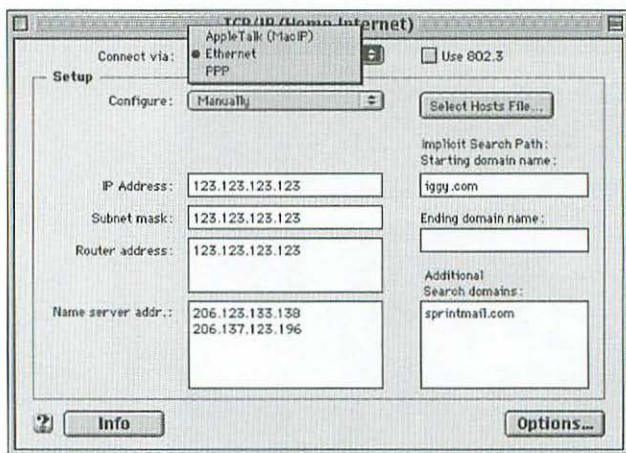 TCP/IP (Home Internet)
Connect via:
AppleTalk (MacIP)
Ethernet
PPP
Use 802.3
Setup
Configure: Manually
Select Hosts File...
Implicit Search Path:
Starting domain name:
IP Address: 123.123.123.123
iggy.com
Subnet mask: 123.123.123.123
Ending domain name:
Router address: 123.123.123.123
Additional
Search domains:
Name server addr.: 206.123.133.138
206.137.123.196
sprintmail.com
?
Info
Options...